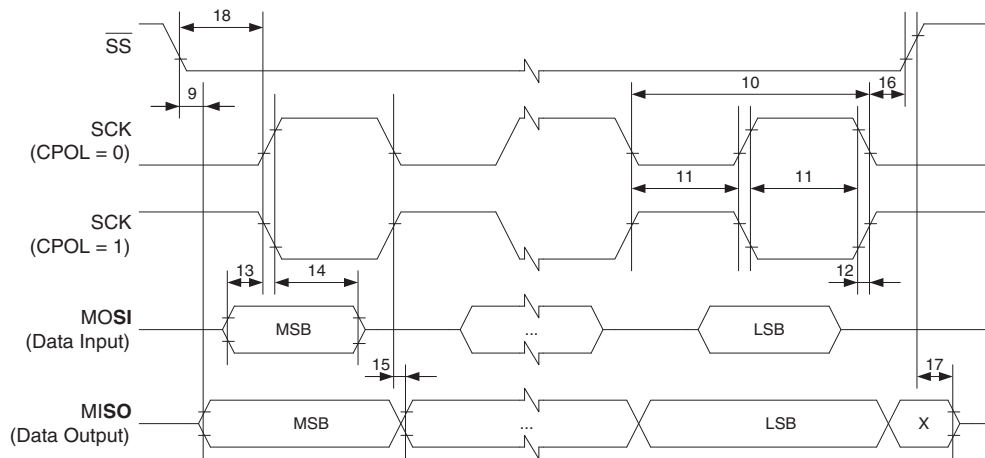 18
SS
9
10
16
SCK
(CPOL = 0)
11
11
SCK
(CPOL = 1)
13
14
12
MOSI
(Data Input)
MSB
...
LSB
15
17
MISO
(Data Output)
MSB
...
LSB
X